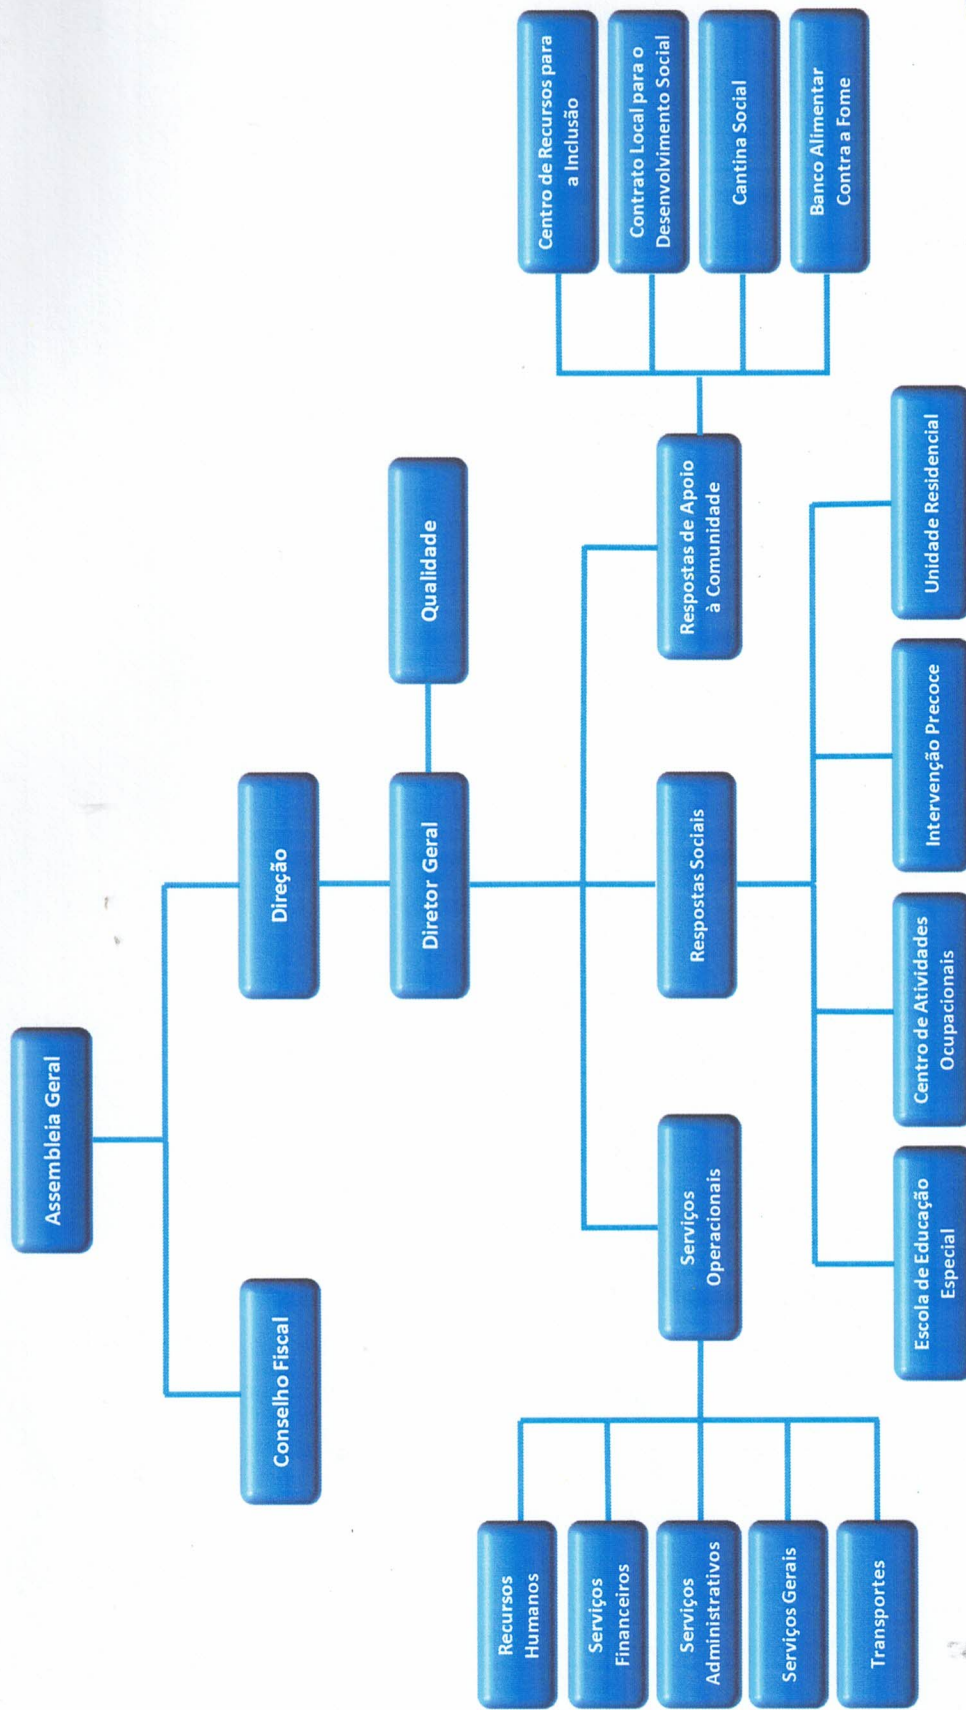 Assembleia Geral
Conselho Fiscal
Direção
Diretor Geral
Qualidade
Serviços
Operacionais
Respostas Sociais
Respostas de Apoio
à Comunidade
Recursos
Humanos
Serviços
Financeiros
Serviços
Administrativos
Serviços Gerais
Transportes
Centro de Recursos para
a Inclusão
Contrato Local para o
Desenvolvimento Social
Cantina Social
Banco Alimentar
Contra a Fome
Escola de Educação
Especial
Centro de Atividades
Ocupacionais
Intervenção Precoce
Unidade Residencial